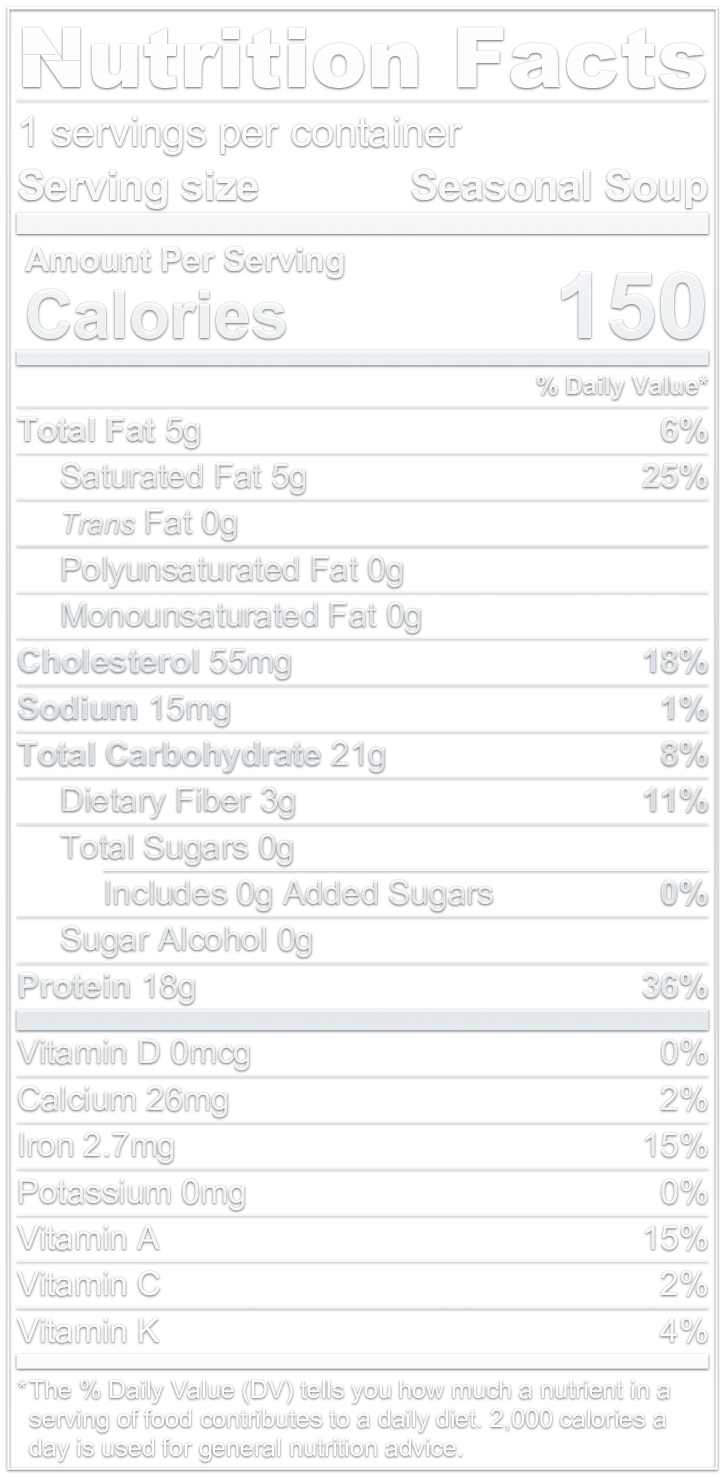 Nutrition Facts
1 servings per container
Serving size Seasonal Soup
Amount Per Serving
Calories 150
% Daily Value*
Total Fat 5g 6%
Saturated Fat 5g 25%
Trans Fat 0g
Polyunsaturated Fat 0g
Monounsaturated Fat 0g
Cholesterol 55mg 18%
Sodium 15mg 1%
Total Carbohydrate 21g 8%
Dietary Fiber 3g 11%
Total Sugars 0g
Includes 0g Added Sugars 0%
Sugar Alcohol 0g
Protein 18g 36%
Vitamin D 0mcg 0%
Calcium 26mg 2%
Iron 2.7mg 15%
Potassium 0mg 0%
Vitamin A 15%
Vitamin C 2%
Vitamin K 4%
*The % Daily Value (DV) tells you how much a nutrient in a
serving of food contributes to a daily diet. 2,000 calories a
day is used for general nutrition advice.